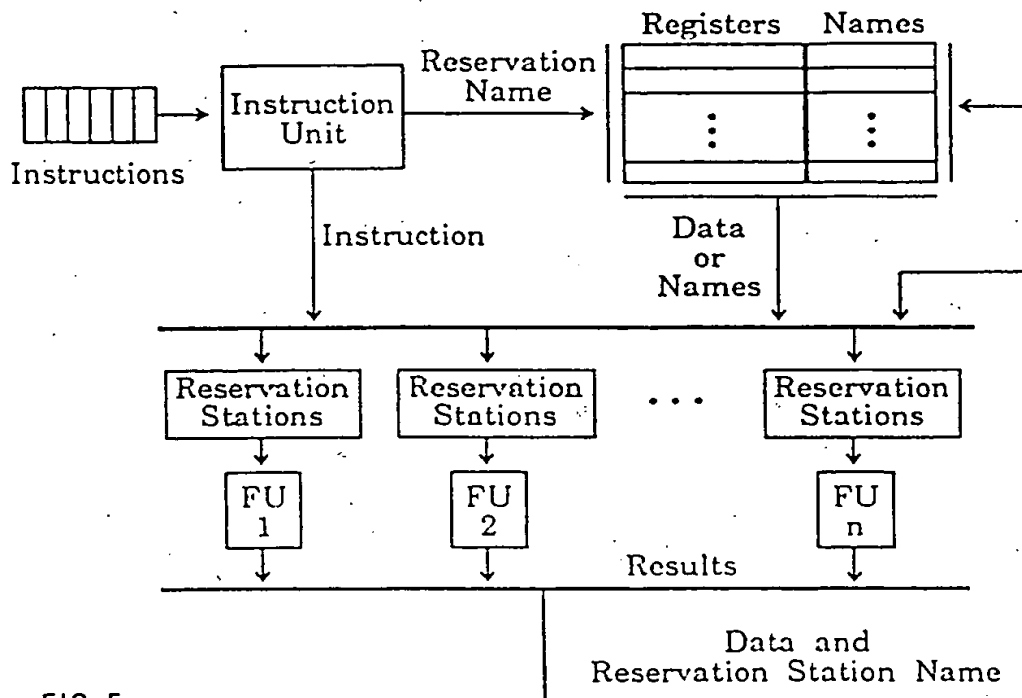 Registers Names
Reservation
Name
Instruction
Unit
Instructions
Instruction
Data
or
Names
Reservation
Stations
Reservation
Stations
Reservation
Stations
FU
1
FU
2
FU
n
Results
Data and
Reservation Station Name